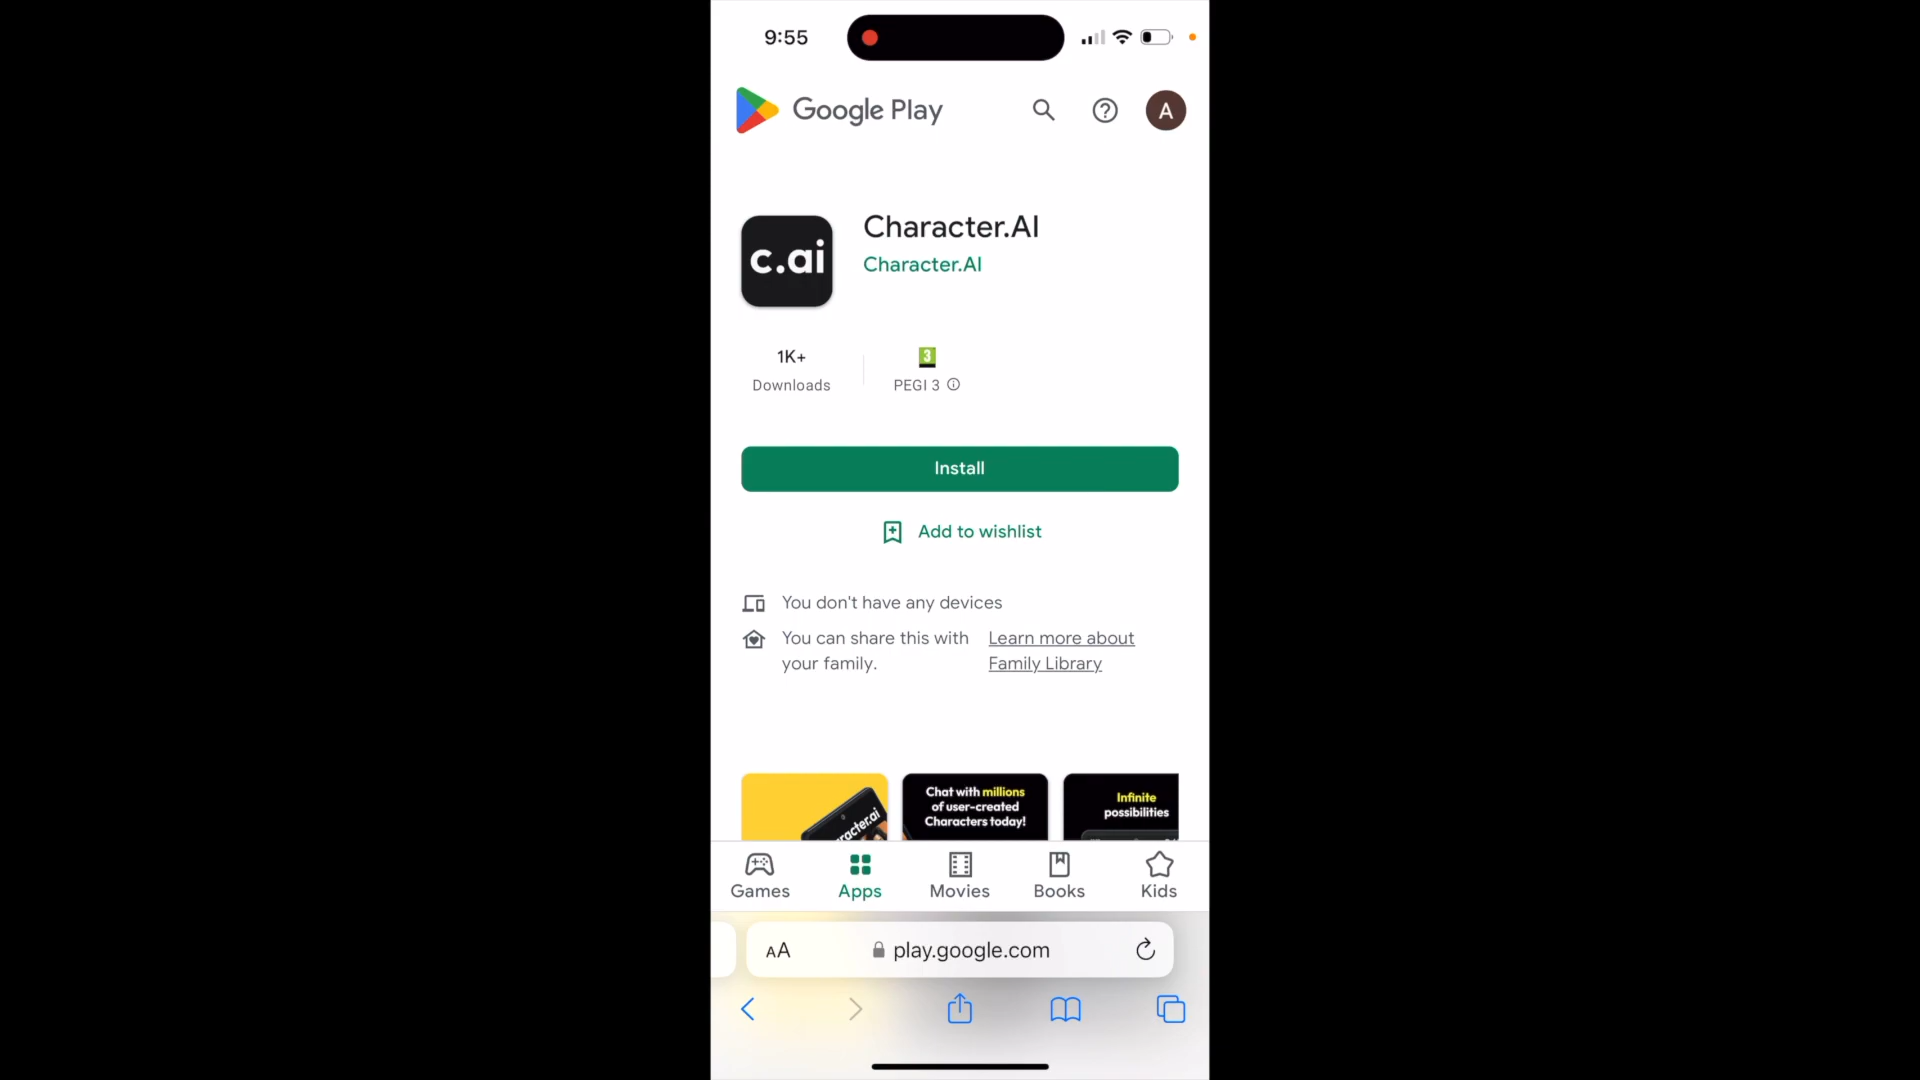 9:55
Google Play
A
c.ai
Character.AI
Character.AI
1K+
Downloads
3
PEGI 3
Install
Add to wishlist
You don't have any devices
You can share this with
your family.
Learn more about
Family Library
character.ai
Chat with millions
of user-created
Characters today!
Infinite
possibilities
Games
Apps
Movies
Books
Kids
AA
play.google.com